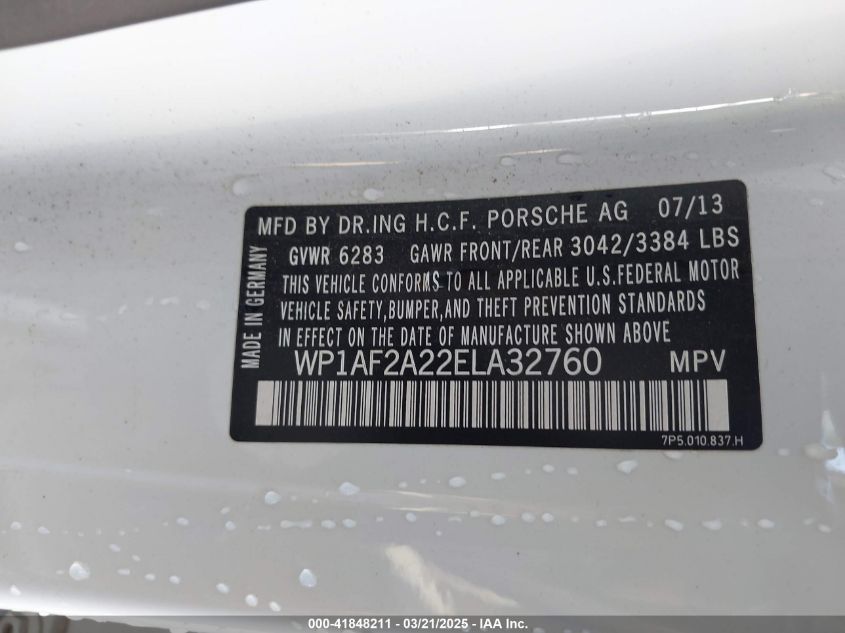 MFD BY DR.ING H.C.F. PORSCHE AG 07/13
GVWR 6283 GAWR FRONT/REAR 3042/3384 LBS
THIS VEHICLE CONFORMS TO ALL APPLICABLE U.S.FEDERAL MOTOR
VEHICLE SAFETY,BUMPER,AND THEFT PREVENTION STANDARDS
IN EFFECT ON THE DATE OF MANUFACTURE SHOWN ABOVE
MADE IN GERMANY
WP1AF2A22ELA32760 MPV
7P5.010.837.H
000-41848211 - 03/21/2025 - IAA Inc.